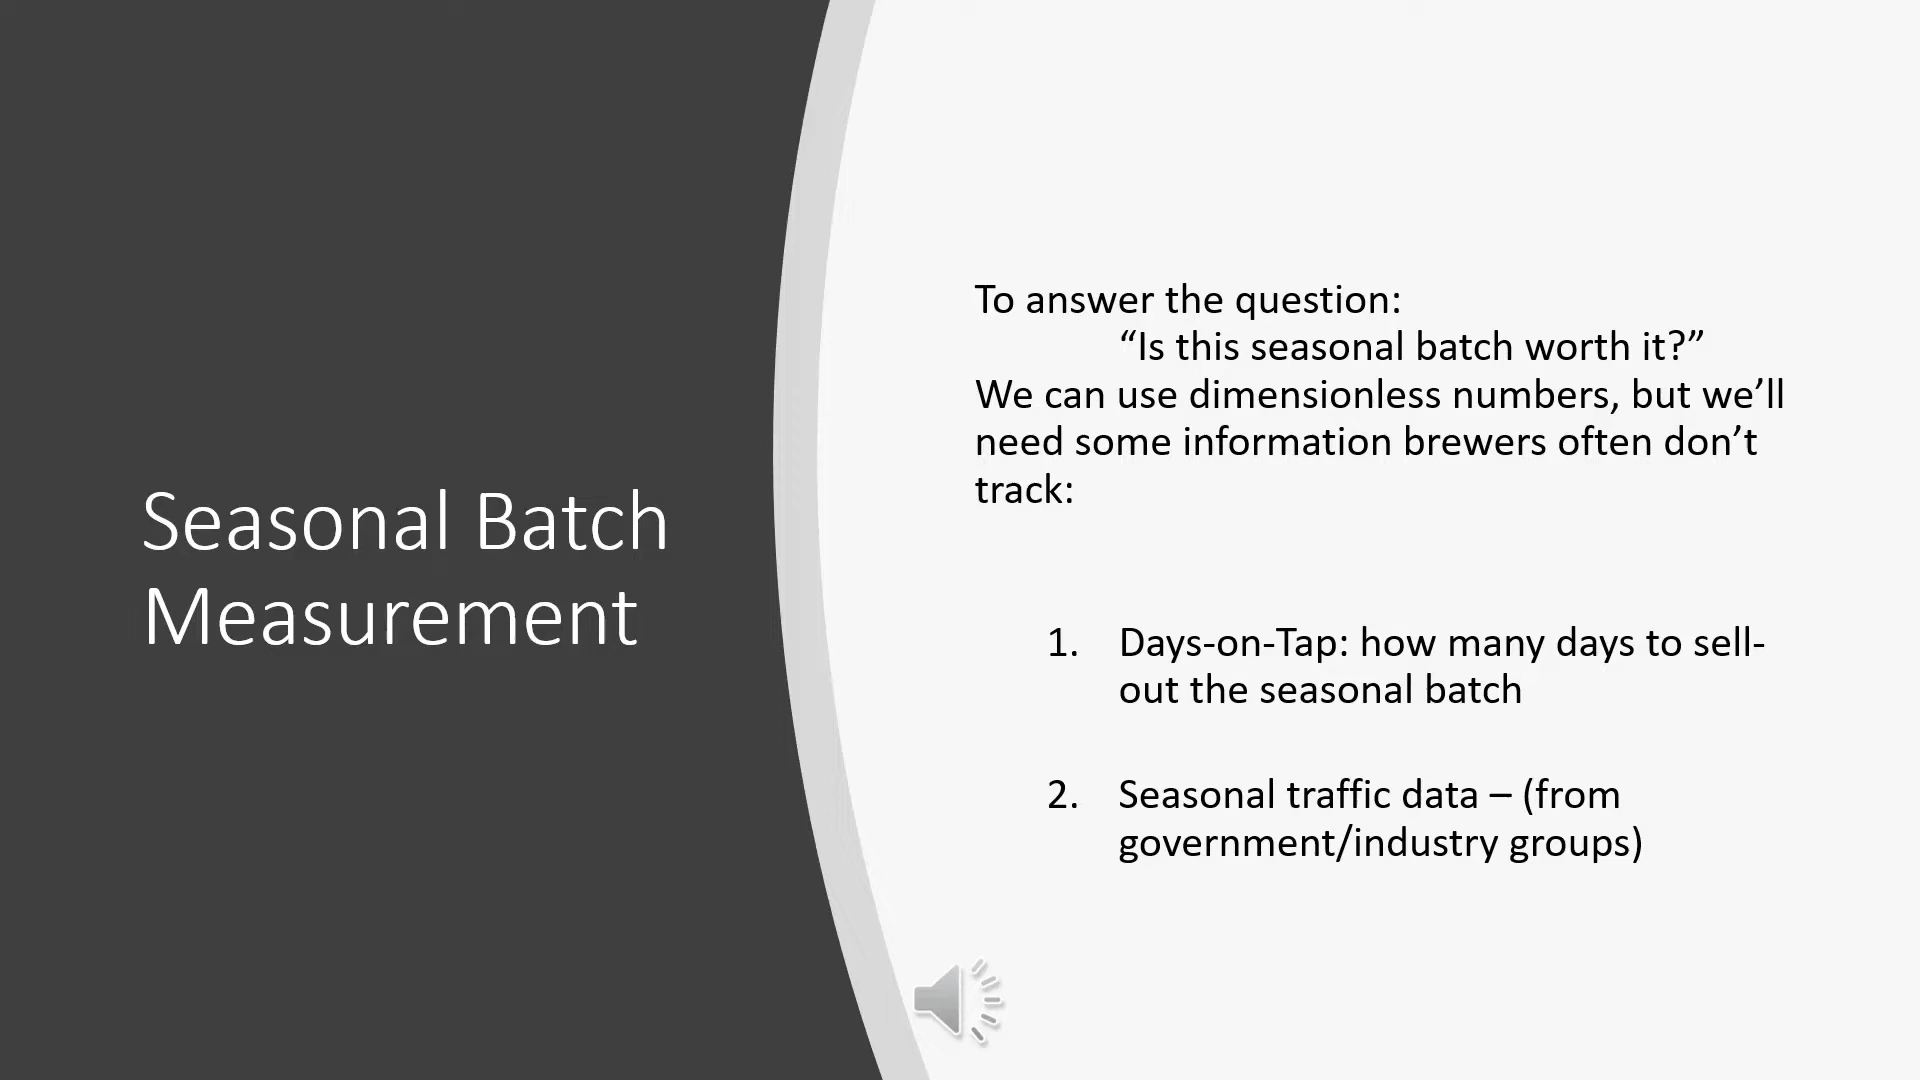 Seasonal Batch
Measurement
To answer the question:
“Is this seasonal batch worth it?”
We can use dimensionless numbers, but we’ll
need some information brewers often don’t
track:
1. Days-on-Tap: how many days to sell-
out the seasonal batch
2. Seasonal traffic data – (from
government/industry groups)